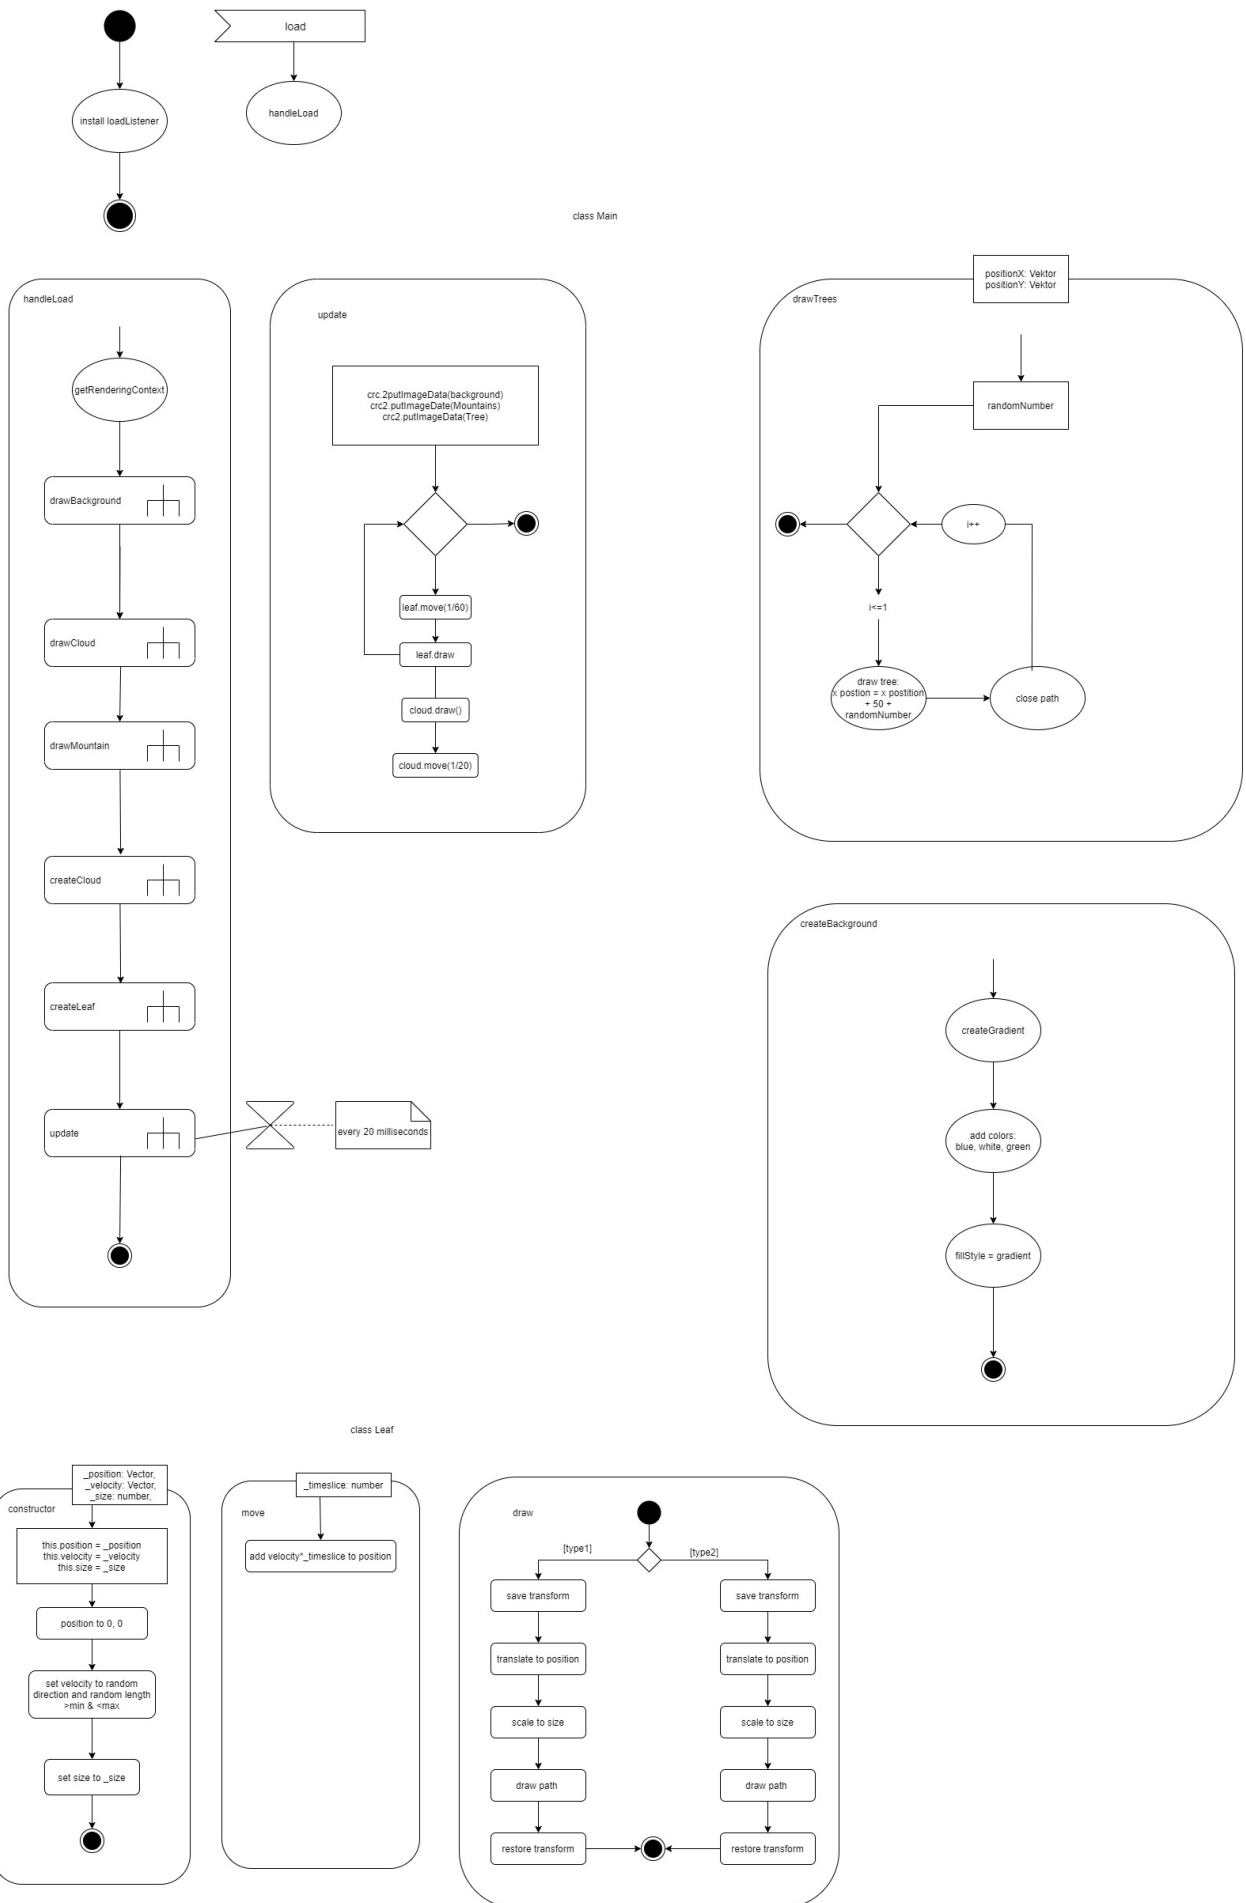 load
install loadListener
handleLoad
class Main
handleLoad
getRenderingContext
drawBackground
drawCloud
drawMountain
createCloud
createLeaf
update
every 20 milliseconds
update
crc.2putImageData(background)
crc2.putImageDate(Mountains)
crc2.putImageData(Tree)
leaf.move(1/60)
leaf.draw
cloud.draw()
cloud.move(1/20)
positionX: Vektor
positionY: Vektor
drawTrees
randomNumber
i++
i<=1
draw tree:
x postion = x postition
+ 50 +
randomNumber
close path
createBackground
createGradient
add colors:
blue, white, green
fillStyle = gradient
class Leaf
_position: Vector,
_velocity: Vector,
_size: number,
constructor
this.position = _position
this.velocity = _velocity
this.size = _size
position to 0, 0
set velocity to random
direction and random length
>min & <max
set size to _size
_timeslice: number
move
add velocity*_timeslice to position
draw
[type1]
[type2]
save transform
translate to position
scale to size
draw path
restore transform
save transform
translate to position
scale to size
draw path
restore transform